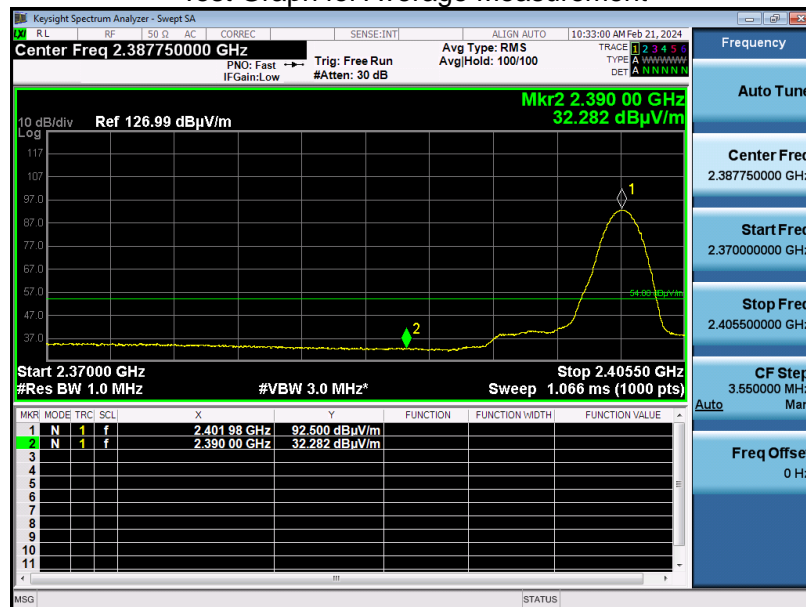 Test Graph for Average Measurement
Keysight Spectrum Analyzer - Swept SA
LXI RL RF 50 Ω AC CORREC SENSE:INT ALIGN AUTO 10:33:00 AM Feb 21, 2024
Center Freq 2.387750000 GHz
PNO: Fast
IFGain:Low
Trig: Free Run
#Atten: 30 dB
Avg Type: RMS
Avg|Hold: 100/100
TRACE 1 2 3 4 5 6
TYPE A WWWWW
DET A N N N N N
Mkr2 2.390 00 GHz
32.282 dBµV/m
10 dB/div Ref 126.99 dBµV/m
Log
117
107
97.0
87.0
77.0
67.0
57.0
47.0
37.0
1
54.00 dBµV/m
2
Start 2.37000 GHz Stop 2.40550 GHz
#Res BW 1.0 MHz #VBW 3.0 MHz* Sweep 1.066 ms (1000 pts)
MKR MODE TRC SCL X Y FUNCTION FUNCTION WIDTH FUNCTION VALUE
1 N 1 f 2.401 98 GHz 92.500 dBµV/m
2 N 1 f 2.390 00 GHz 32.282 dBµV/m
3
4
5
6
7
8
9
10
11
MSG STATUS
Frequency
Auto Tune
Center Freq
2.387750000 GHz
Start Freq
2.370000000 GHz
Stop Freq
2.405500000 GHz
CF Step
3.550000 MHz
Auto Man
Freq Offset
0 Hz